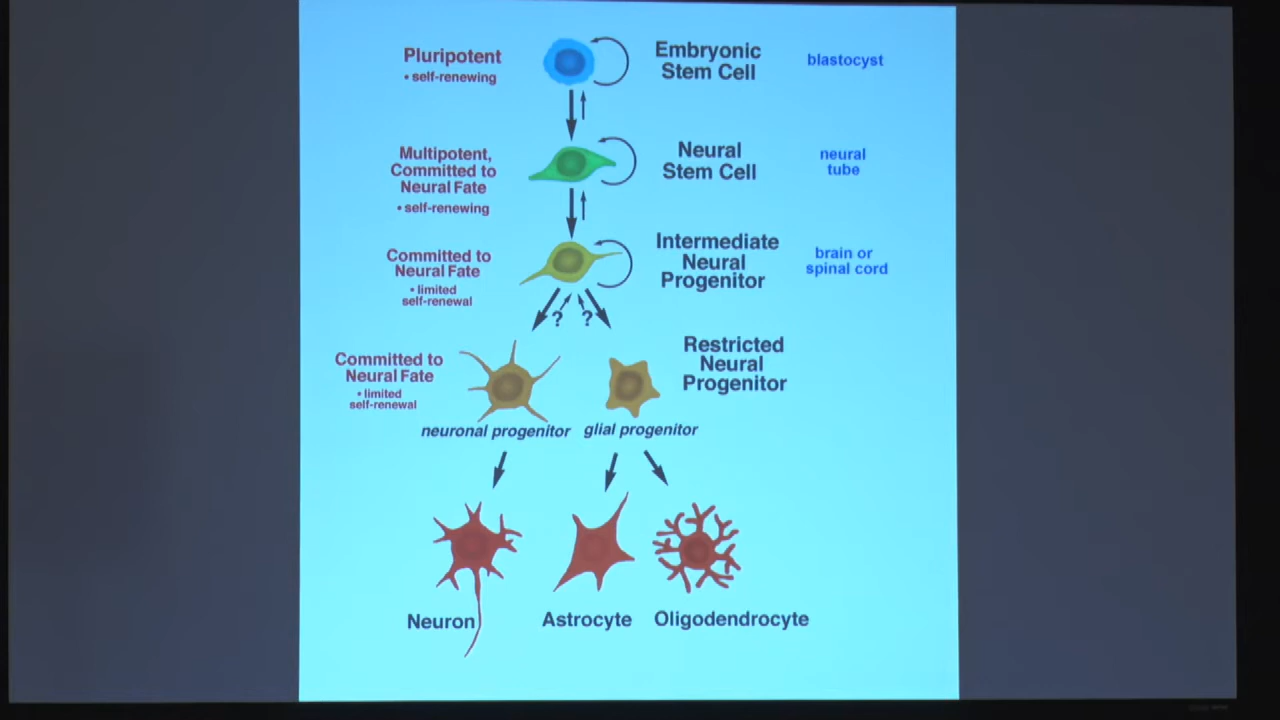 Pluripotent
• self-renewing
Embryonic
Stem Cell
blastocyst
Multipotent,
Committed to
Neural Fate
• self-renewing
Neural
Stem Cell
neural
tube
Committed to
Neural Fate
• limited
self-renewal
Intermediate
Neural
Progenitor
brain or
spinal cord
? ?
Committed to
Neural Fate
• limited
self-renewal
Restricted
Neural
Progenitor
neuronal progenitor
glial progenitor
Neuron
Astrocyte
Oligodendrocyte